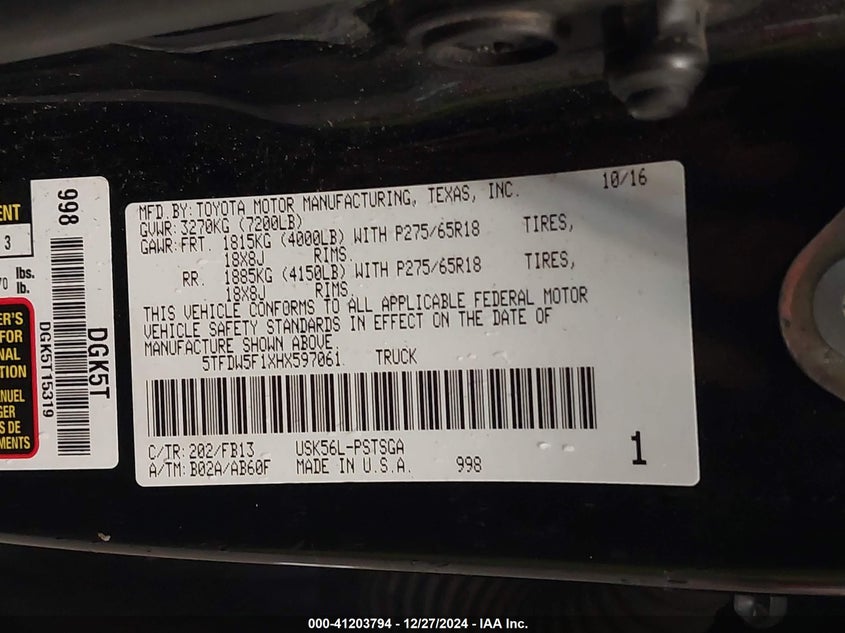 MFD.BY:TOYOTA MOTOR MANUFACTURING, TEXAS, INC. 10/16
GVWR:3270KG (7200LB)
GAWR:FRT. 1815KG (4000LB) WITH P275/65R18 TIRES,
18X8J RIMS.
RR. 1885KG (4150LB) WITH P275/65R18 TIRES,
18X8J RIMS
THIS VEHICLE CONFORMS TO ALL APPLICABLE FEDERAL MOTOR
VEHICLE SAFETY STANDARDS IN EFFECT ON THE DATE OF
MANUFACTURE SHOWN ABOVE.
5TFDW5F1XHX597061 TRUCK
C/TR:202/FB13 USK56L-PSTSGA
A/TM:B02A/AB60F MADE IN U.S.A. 998
1
998
DGK5T
DGK5T15319
3
lbs.
lb.
000-41203794 – 12/27/2024 – IAA Inc.